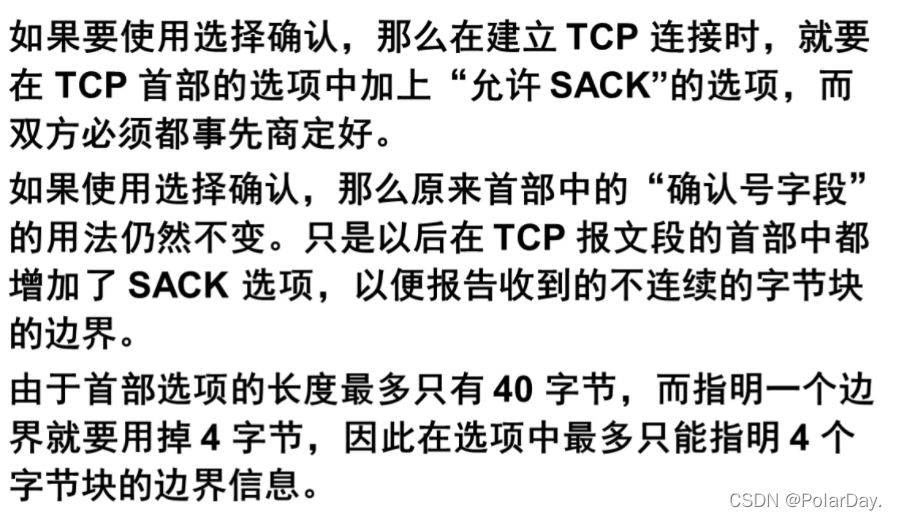 如果要使用选择确认，那么在建立 TCP 连接时，就要
在 TCP 首部的选项中加上“允许 SACK”的选项，而
双方必须都事先商定好。
如果使用选择确认，那么原来首部中的“确认号字段”
的用法仍然不变。只是以后在 TCP 报文段的首部中都
增加了 SACK 选项，以便报告收到的不连续的字节块
的边界。
由于首部选项的长度最多只有 40 字节，而指明一个边
界就要用掉 4 字节，因此在选项中最多只能指明 4 个
字节块的边界信息。
CSDN @PolarDay.